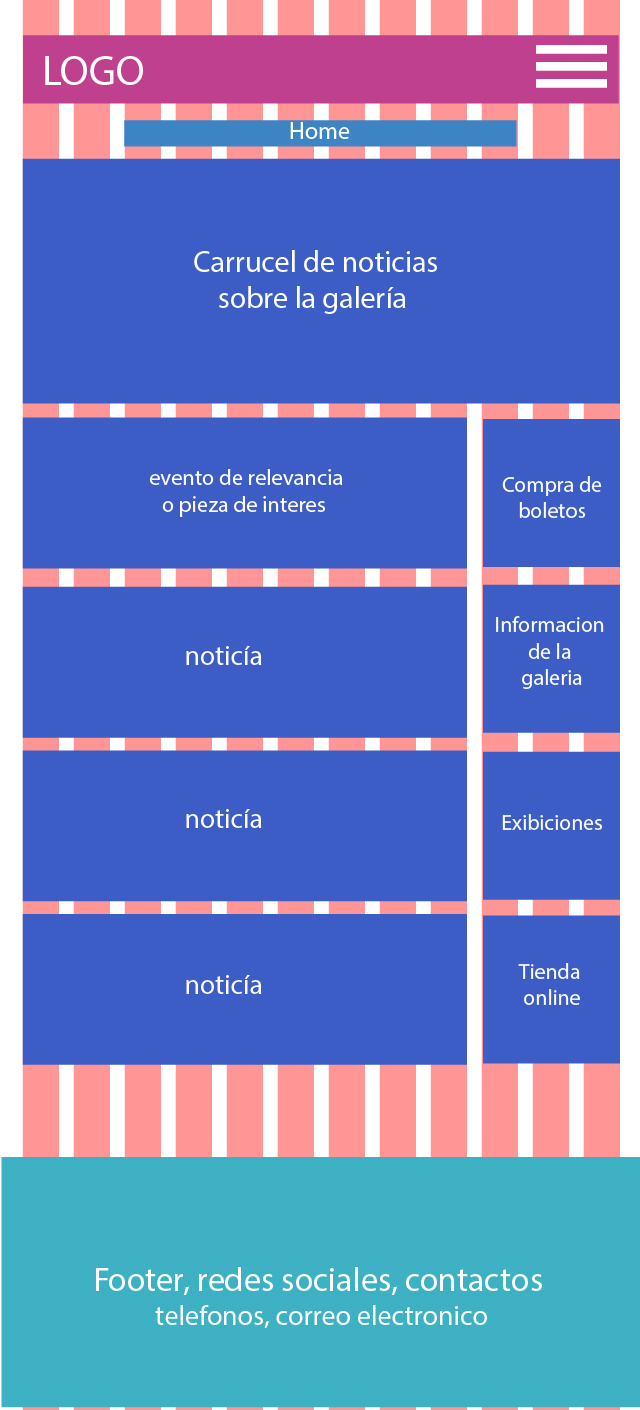 LOGO
Home
Carrucel de noticias
sobre la galería
evento de relevancia
o pieza de interes
Compra de
boletos
noticía
Informacion
de la
galeria
noticía
Exibiciones
noticía
Tienda
online
Footer, redes sociales, contactos
telefonos, correo electronico